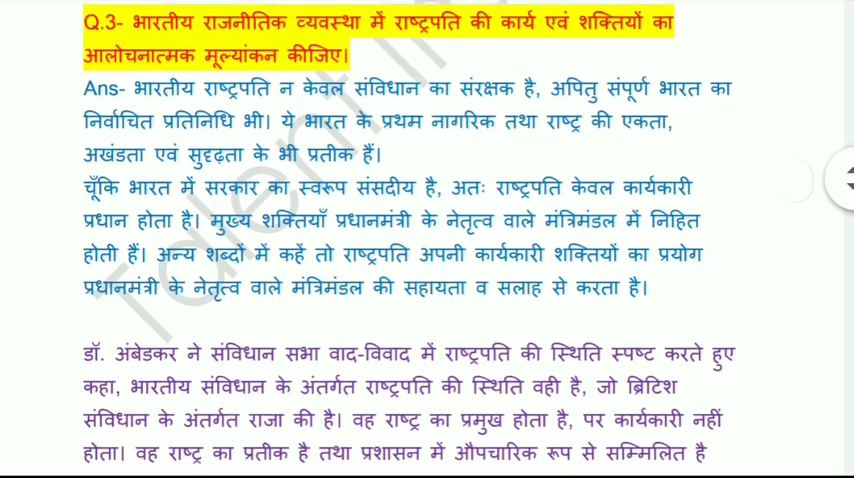 Q.3- भारतीय राजनीतिक व्यवस्था में राष्ट्रपति की कार्य एवं शक्तियों का
आलोचनात्मक मूल्यांकन कीजिए।
Ans- भारतीय राष्ट्रपति न केवल संविधान का संरक्षक है, अपितु संपूर्ण भारत का
निर्वाचित प्रतिनिधि भी। ये भारत के प्रथम नागरिक तथा राष्ट्र की एकता,
अखंडता एवं सुदृढ़ता के भी प्रतीक हैं।
चूँकि भारत में सरकार का स्वरूप संसदीय है, अतः राष्ट्रपति केवल कार्यकारी
प्रधान होता है। मुख्य शक्तियाँ प्रधानमंत्री के नेतृत्व वाले मंत्रिमंडल में निहित
होती हैं। अन्य शब्दों में कहें तो राष्ट्रपति अपनी कार्यकारी शक्तियों का प्रयोग
प्रधानमंत्री के नेतृत्व वाले मंत्रिमंडल की सहायता व सलाह से करता है।
डॉ. अंबेडकर ने संविधान सभा वाद-विवाद में राष्ट्रपति की स्थिति स्पष्ट करते हुए
कहा, भारतीय संविधान के अंतर्गत राष्ट्रपति की स्थिति वही है, जो ब्रिटिश
संविधान के अंतर्गत राजा की है। वह राष्ट्र का प्रमुख होता है, पर कार्यकारी नहीं
होता। वह राष्ट्र का प्रतीक है तथा प्रशासन में औपचारिक रूप से सम्मिलित है
Talent